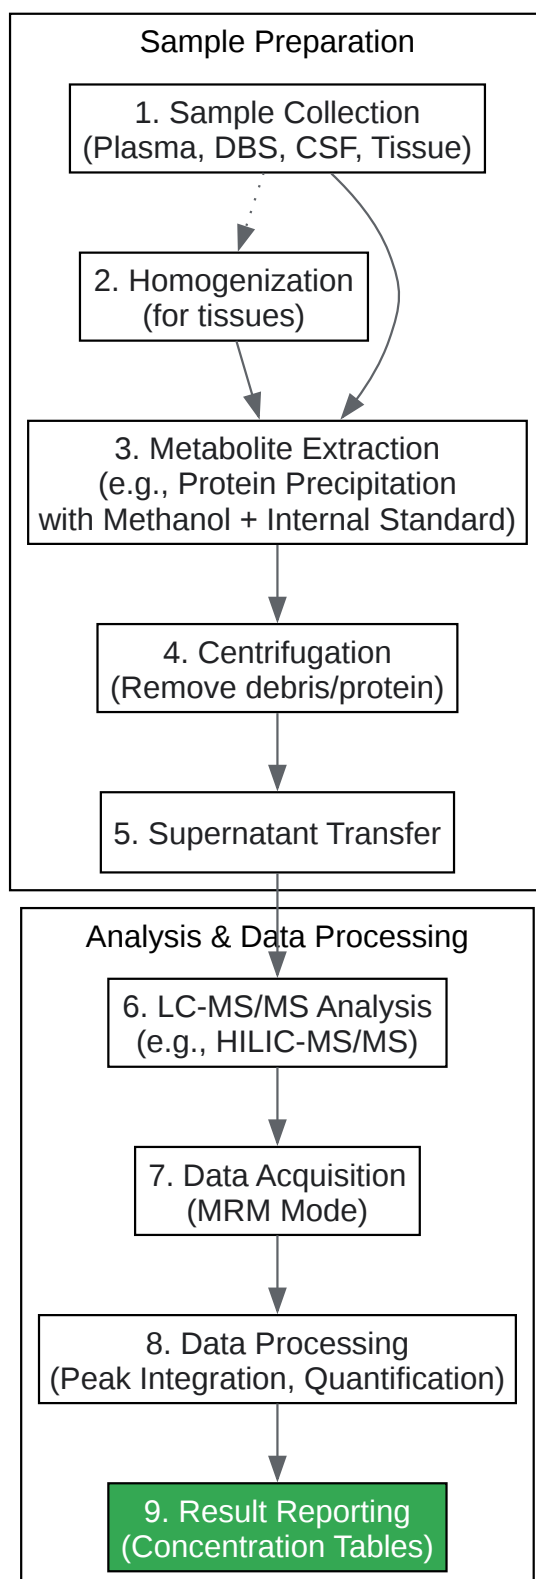 Sample Preparation
1. Sample Collection
(Plasma, DBS, CSF, Tissue)
2. Homogenization
(for tissues)
3. Metabolite Extraction
(e.g., Protein Precipitation
with Methanol + Internal Standard)
4. Centrifugation
(Remove debris/protein)
5. Supernatant Transfer
Analysis & Data Processing
6. LC-MS/MS Analysis
(e.g., HILIC-MS/MS)
7. Data Acquisition
(MRM Mode)
8. Data Processing
(Peak Integration, Quantification)
9. Result Reporting
(Concentration Tables)